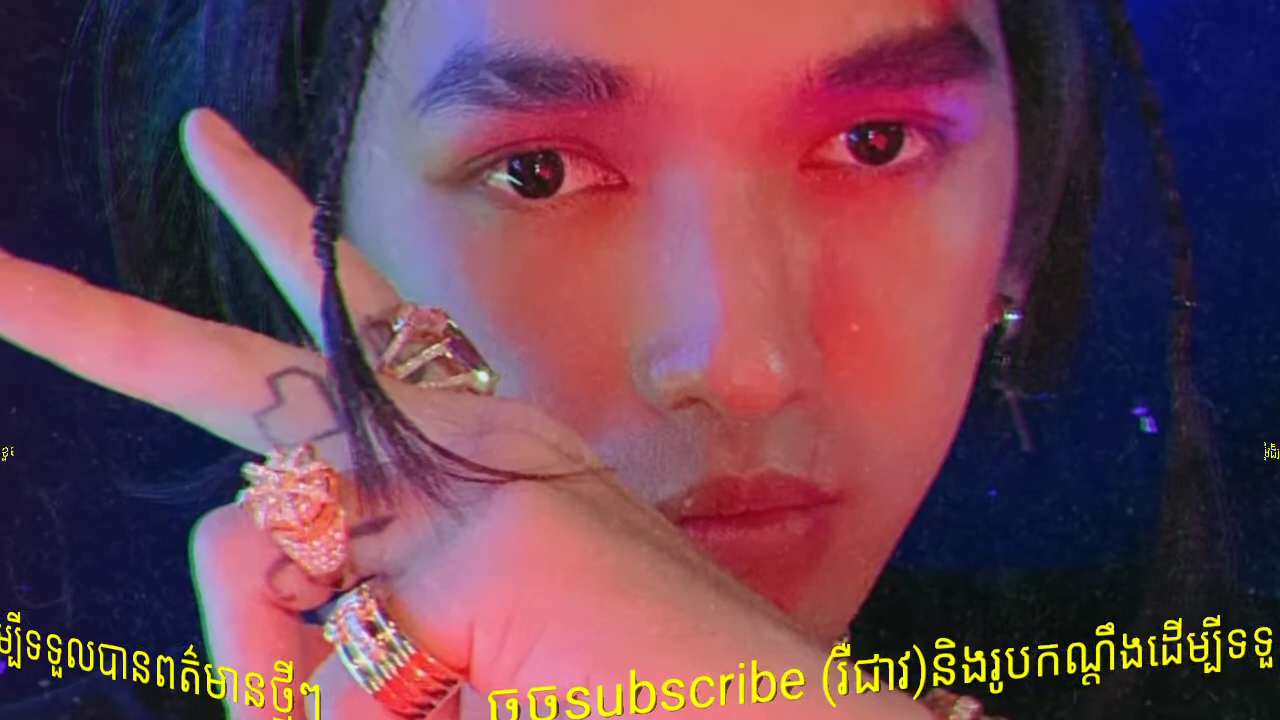 ម្បីទទួលបានពត៌មានថ្មីៗ
ចុចsubscribe (រឺជាវ)និងរូបកណ្ដឹងដើម្បីទទួ